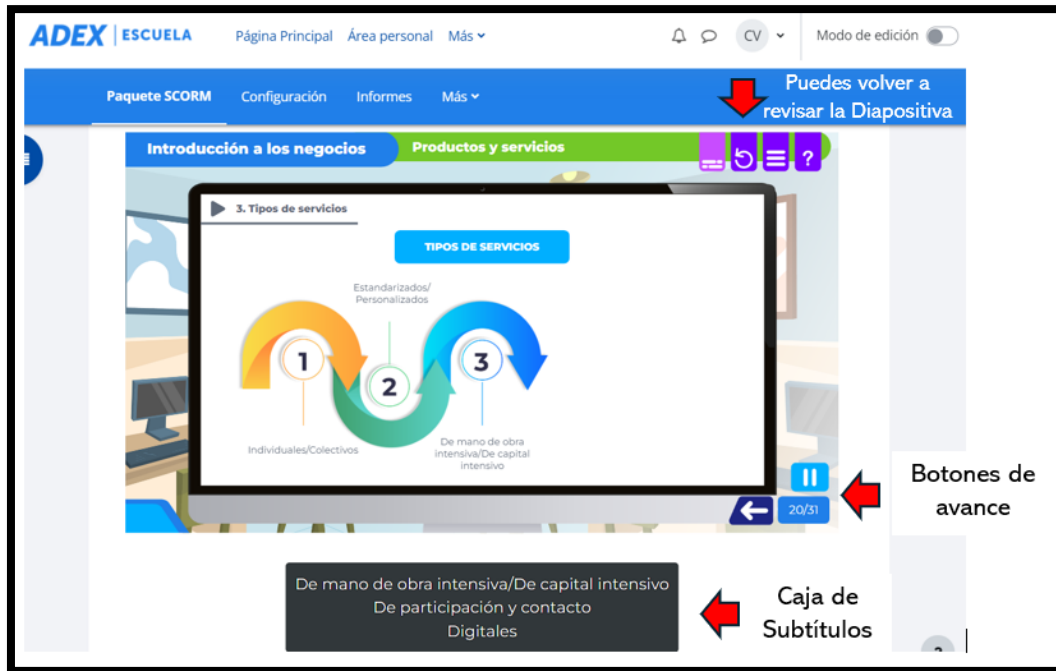 ADEX | ESCUELA Página Principal Área personal Más CV Modo de edición
Paquete SCORM Configuración Informes Más
Puedes volver a
revisar la Diapositiva
Introducción a los negocios Productos y servicios ?
3. Tipos de servicios
TIPOS DE SERVICIOS
Estandarizados/
Personalizados
1
2
3
Individuales/Colectivos
De mano de obra
intensiva/De capital
intensivo
20/31
Botones de
avance
De mano de obra intensiva/De capital intensivo
De participación y contacto
Digitales
Caja de
Subtítulos